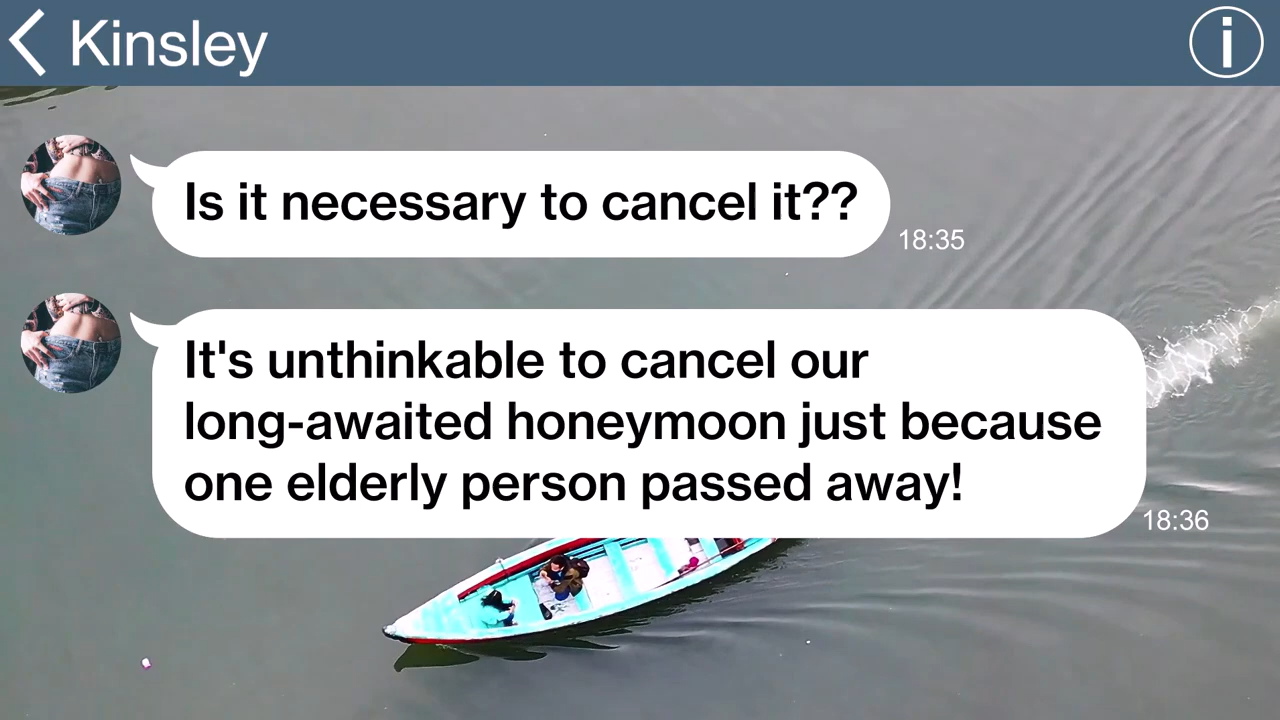 Kinsley
Is it necessary to cancel it??
18:35
It's unthinkable to cancel our
long-awaited honeymoon just because
one elderly person passed away!
18:36